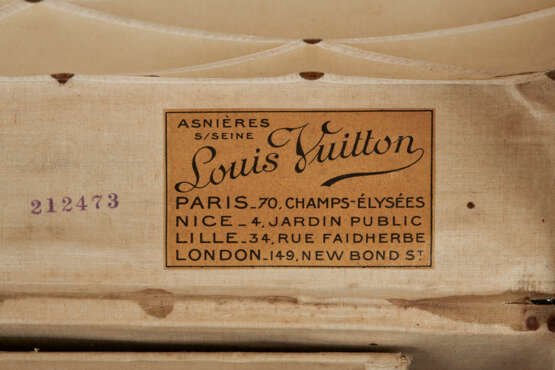 ASNIÈRES
S/SEINE
Louis Vuitton
PARIS_70, CHAMPS-ÉLYSÉES
NICE_4, JARDIN PUBLIC
LILLE_34, RUE FAIDHERBE
LONDON_149, NEW BOND ST
212473